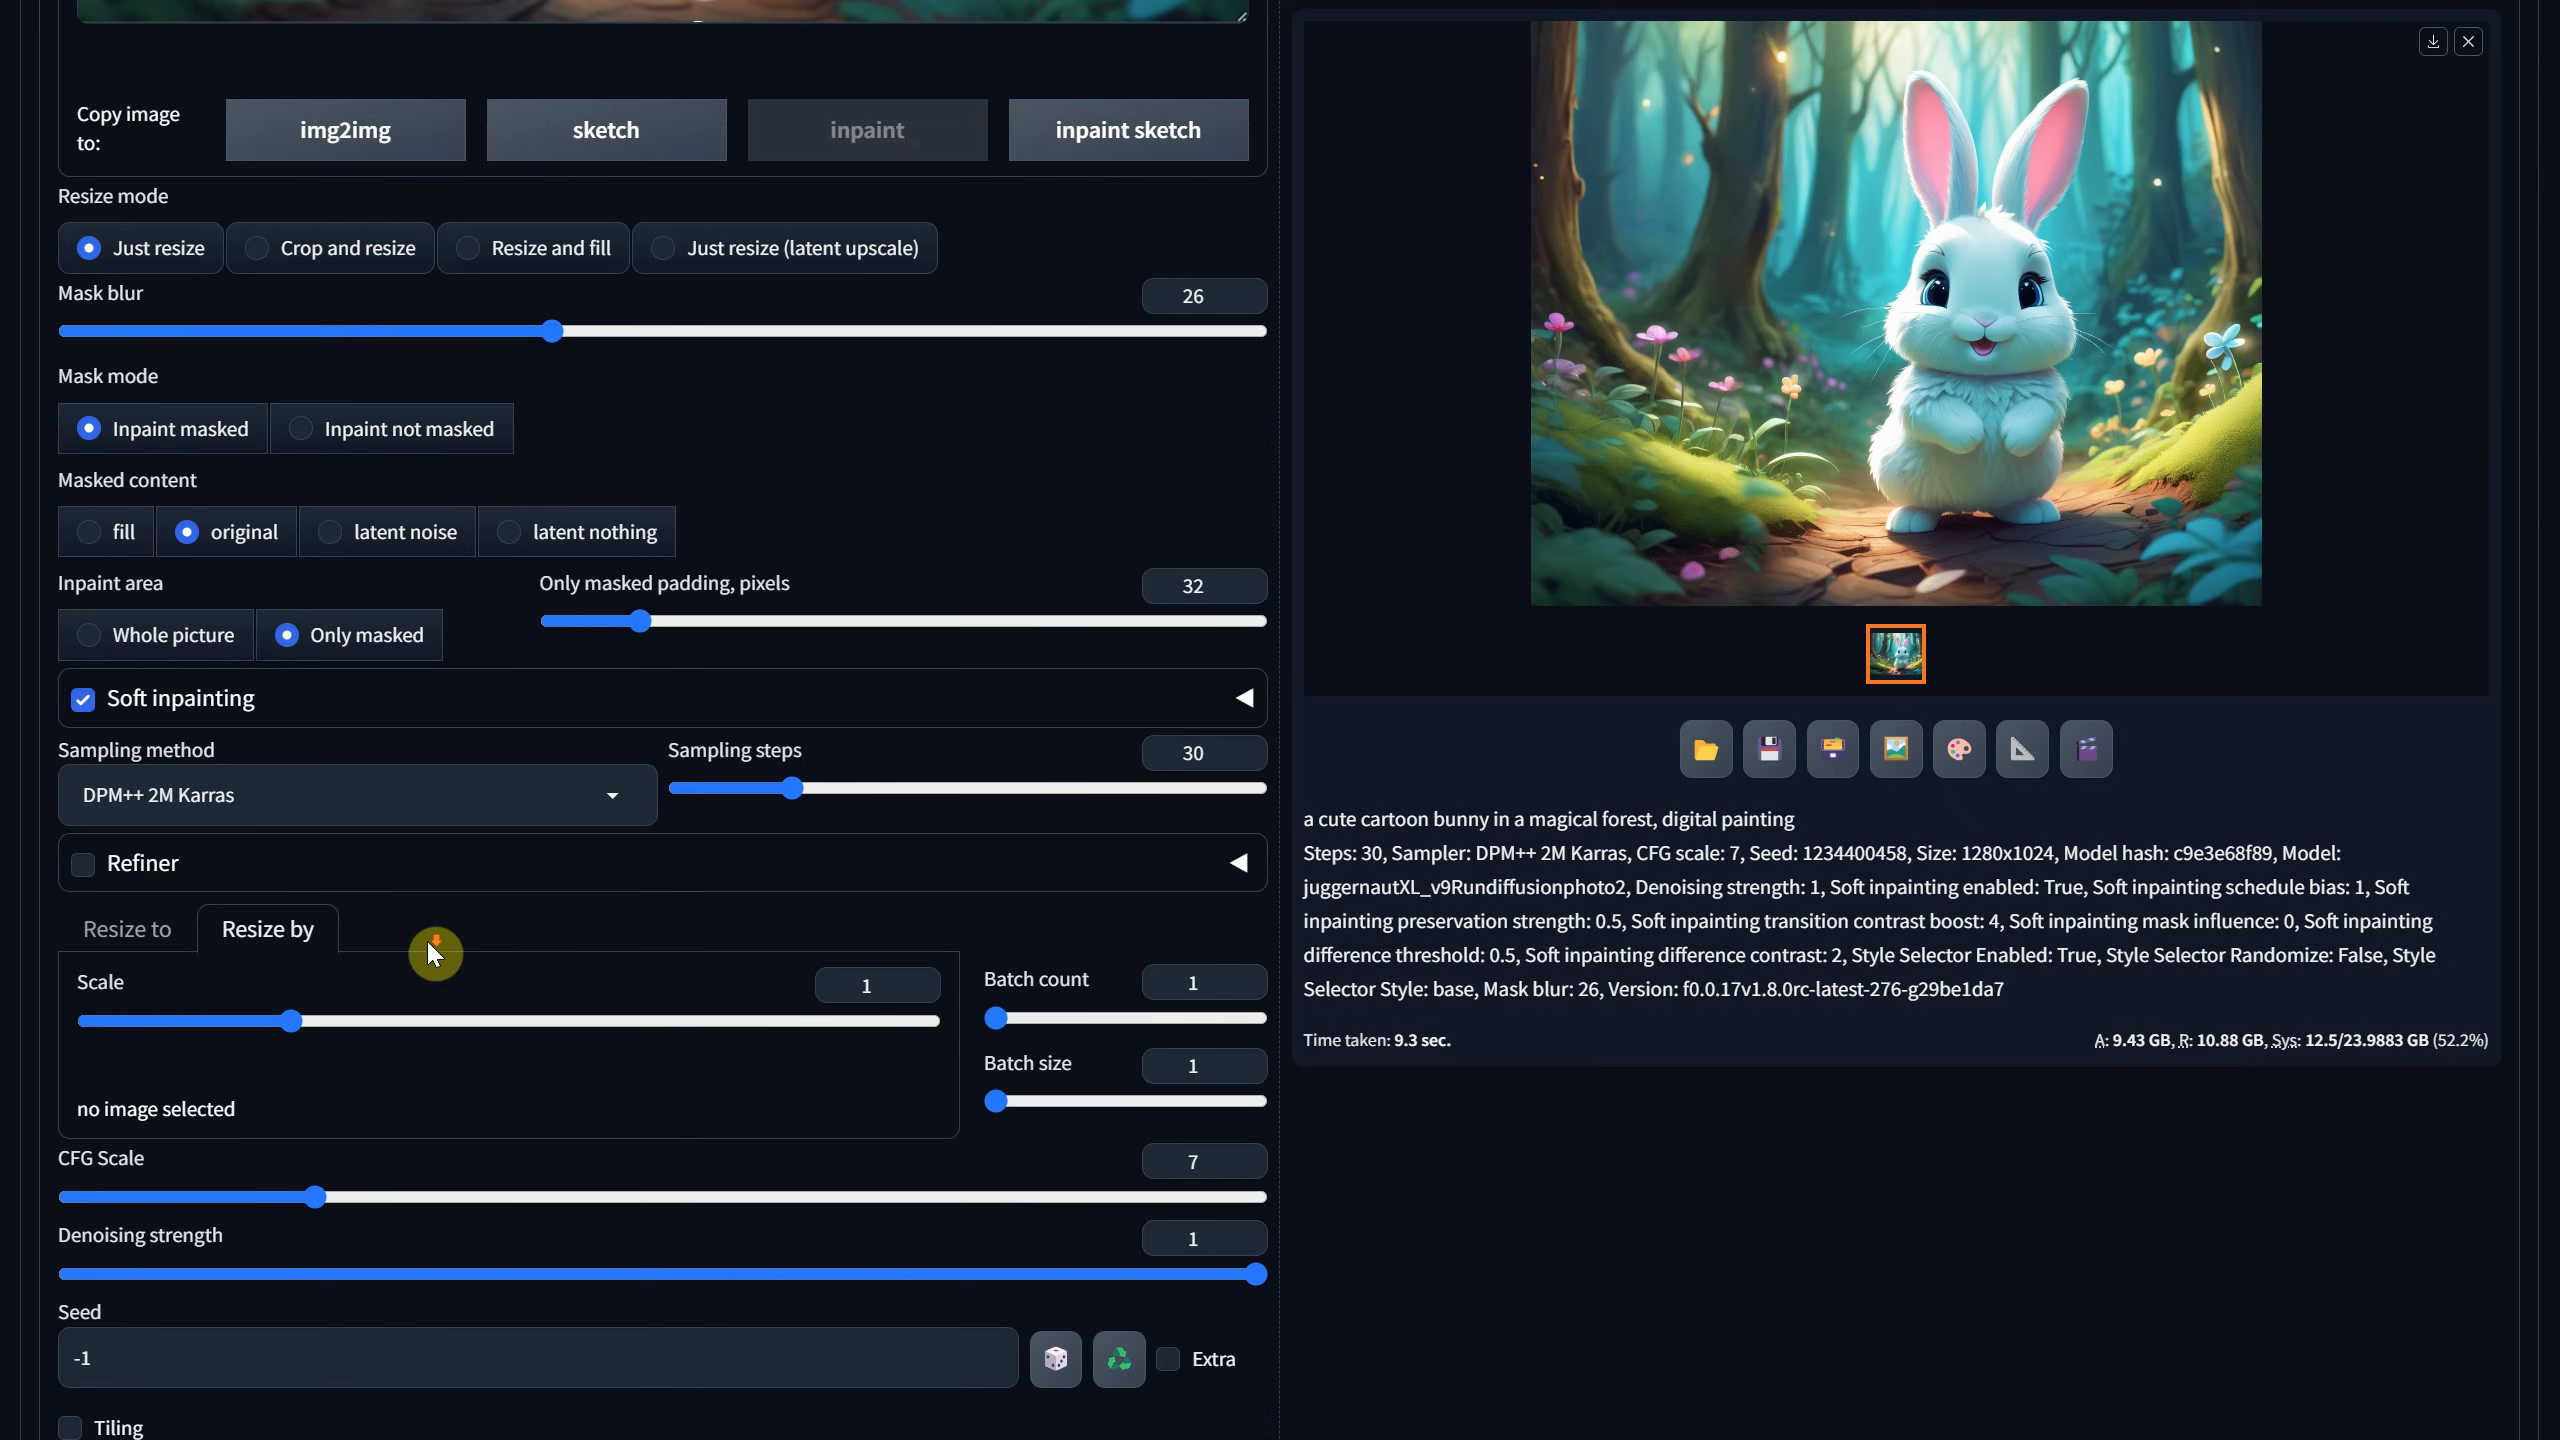 Copy image
to:
img2img
sketch
inpaint
inpaint sketch
Resize mode
Just resize
Crop and resize
Resize and fill
Just resize (latent upscale)
Mask blur
26
Mask mode
Inpaint masked
Inpaint not masked
Masked content
fill
original
latent noise
latent nothing
Inpaint area
Only masked padding, pixels
32
Whole picture
Only masked
Soft inpainting
Sampling method
Sampling steps
30
DPM++ 2M Karras
Refiner
Resize to
Resize by
Scale
1
Batch count
1
Batch size
1
no image selected
CFG Scale
7
Denoising strength
1
Seed
-1
Extra
Tiling
a cute cartoon bunny in a magical forest, digital painting
Steps: 30, Sampler: DPM++ 2M Karras, CFG scale: 7, Seed: 1234400458, Size: 1280x1024, Model hash: c9e3e68f89, Model:
juggernautXL_v9Rundiffusionphoto2, Denoising strength: 1, Soft inpainting enabled: True, Soft inpainting schedule bias: 1, Soft
inpainting preservation strength: 0.5, Soft inpainting transition contrast boost: 4, Soft inpainting mask influence: 0, Soft inpainting
difference threshold: 0.5, Soft inpainting difference contrast: 2, Style Selector Enabled: True, Style Selector Randomize: False, Style
Selector Style: base, Mask blur: 26, Version: f0.0.17v1.8.0rc-latest-276-g29be1da7
Time taken: 9.3 sec.
A: 9.43 GB, R: 10.88 GB, Sys: 12.5/23.9883 GB (52.2%)